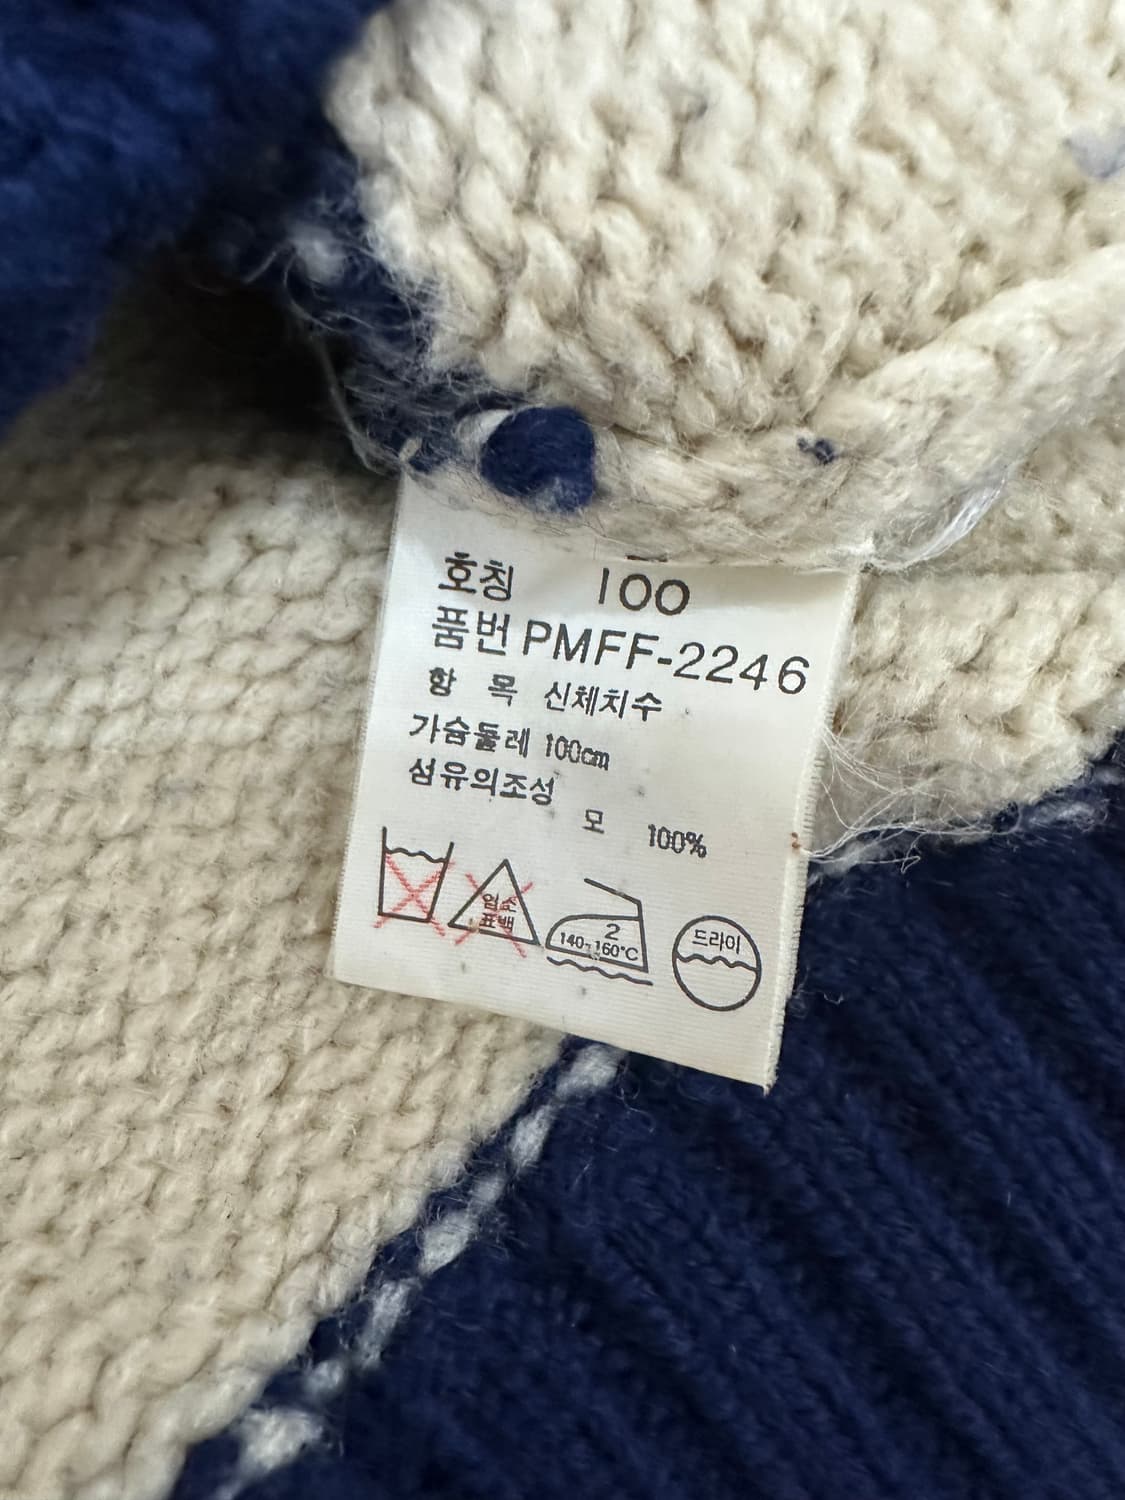 호칭 100
품번 PMFF-2246
항 목 신체치수
가슴둘레 100cm
섬유의조성
모 100%
염소
표백
2
140~160°C
드라이